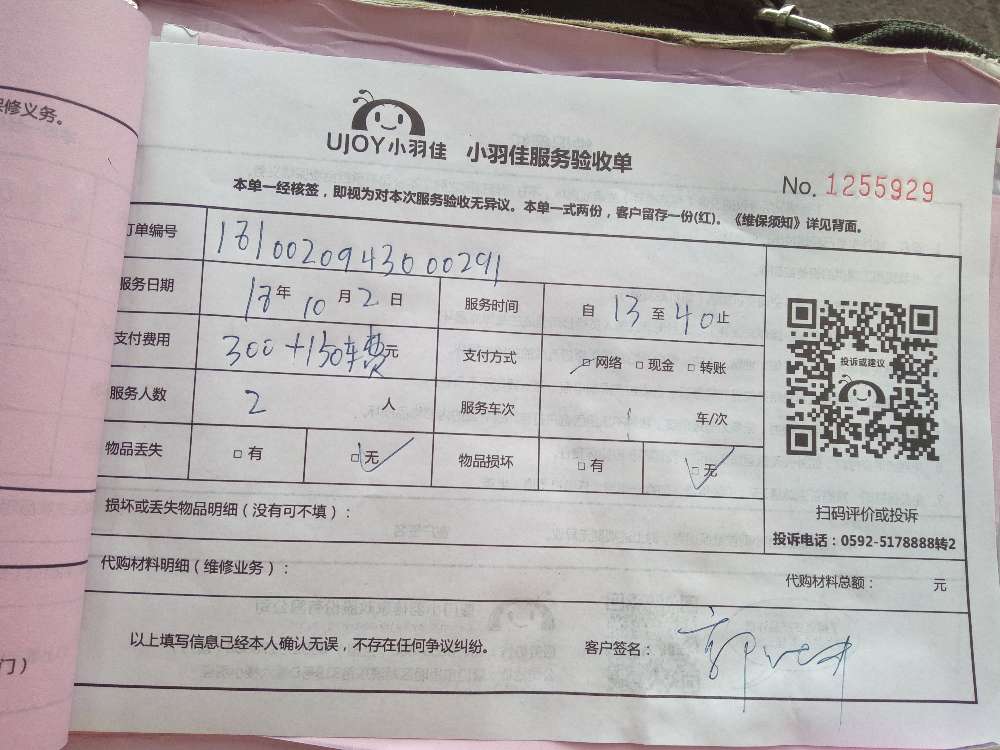 修义务。
UJOY小羽佳 小羽佳服务验收单
No. 1255929
本单一经核签，即视为对本次服务验收无异议。本单一式两份，客户留存一份(红)。《维保须知》详见背面。
订单编号 1810020943000291
服务日期 18年10月2日 服务时间 自13至40止
支付费用 300+130车费元 支付方式 □网络 □现金 □转账
服务人数 2 人 服务车次 车/次
物品丢失 □有 □无 物品损坏 □有 □无
投诉或建议
扫码评价或投诉
投诉电话：0592-5178888转2
损坏或丢失物品明细（没有可不填）：
代购材料明细（维修业务）： 代购材料总额： 元
以上填写信息已经本人确认无误，不存在任何争议纠纷。 客户签名：
门）